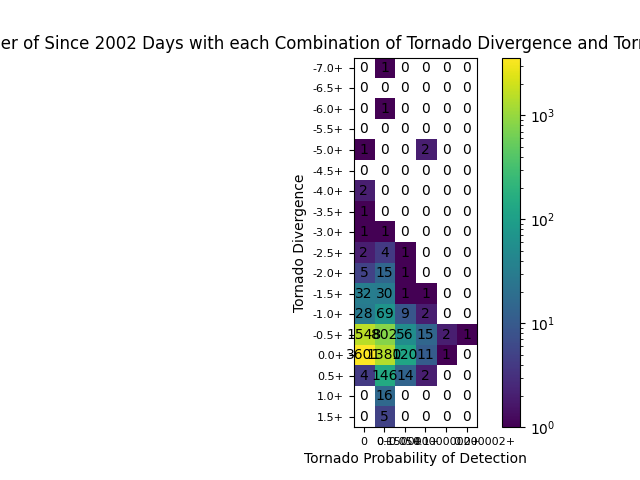 er of Since 2002 Days with each Combination of Tornado Divergence and Tor
Tornado Divergence
-7.0+ 0 1 0 0 0 0
-6.5+ 0 0 0 0 0 0
-6.0+ 0 1 0 0 0 0
-5.5+ 0 0 0 0 0 0
-5.0+ 1 0 0 2 0 0
-4.5+ 0 0 0 0 0 0
-4.0+ 2 0 0 0 0 0
-3.5+ 1 0 0 0 0 0
-3.0+ 1 1 0 0 0 0
-2.5+ 2 4 1 0 0 0
-2.0+ 5 15 1 0 0 0
-1.5+ 32 30 1 1 0 0
-1.0+ 28 69 9 2 0 0
-0.5+ 1548 802 56 15 2 1
0.0+ 3601 1380 120 11 1 0
0.5+ 4 146 14 2 0 0
1.0+ 0 16 0 0 0 0
1.5+ 0 5 0 0 0 0
0
Tornado Probability of Detection
10³
10²
10¹
10⁰